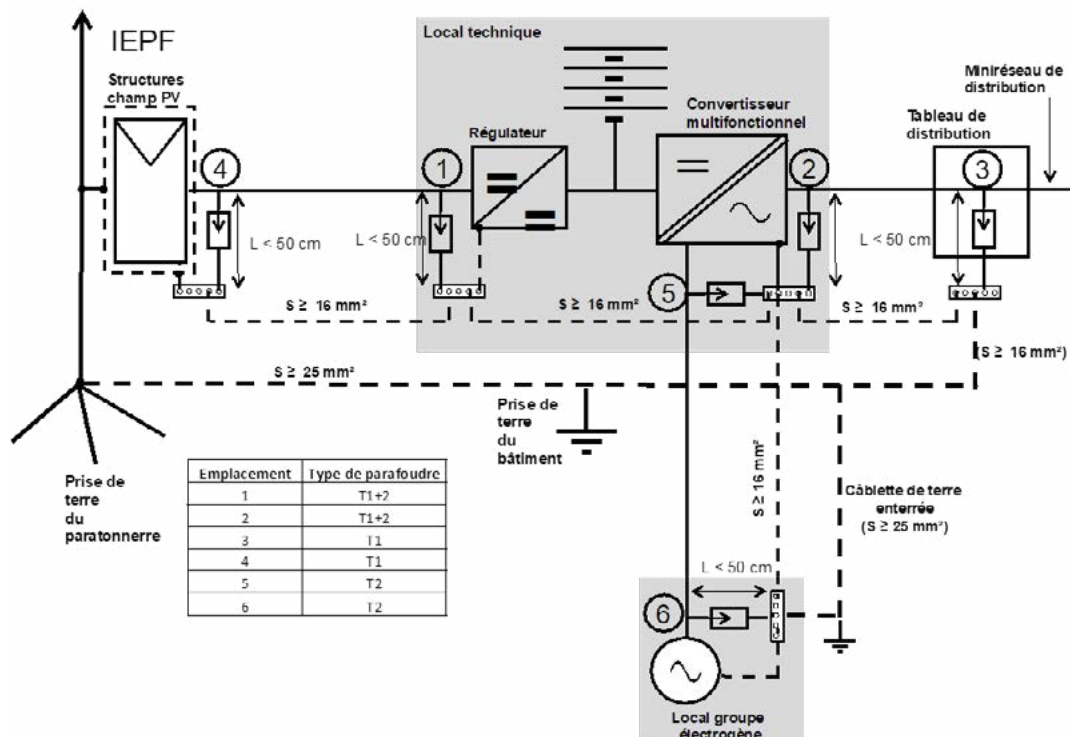 IEPF
Structures
champ PV
Local technique
Régulateur
Convertisseur
multifonctionnel
Miniréseau de
distribution
Tableau de
distribution
4
1
2
3
L < 50 cm
L < 50 cm
L < 50 cm
L < 50 cm
5
S ≥ 16 mm²
S ≥ 16 mm²
S ≥ 16 mm²
(S ≥ 16 mm²)
S ≥ 25 mm²
Prise de
terre
du
bâtiment
Prise de
terre
du
paratonnerre
Emplacement Type de parafoudre
1 T1+2
2 T1+2
3 T1
4 T1
5 T2
6 T2
S ≥ 16 mm²
Câblette de terre
enterrée
(S ≥ 25 mm²)
L < 50 cm
6
Local groupe
électrogène